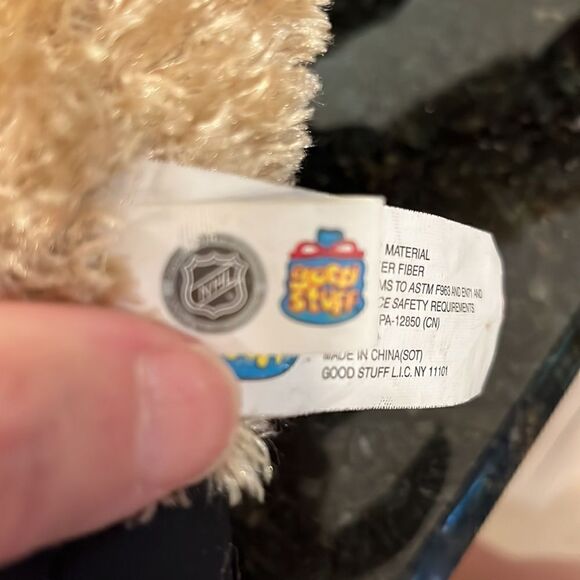 NHL
GOOD
STUFF
MATERIAL
ER FIBER
MS TO ASTM F963 AND EN71 AND
CE SAFETY REQUIREMENTS
PA-12850 (CN)
MADE IN CHINA(SOT)
GOOD STUFF L.I.C. NY 11101